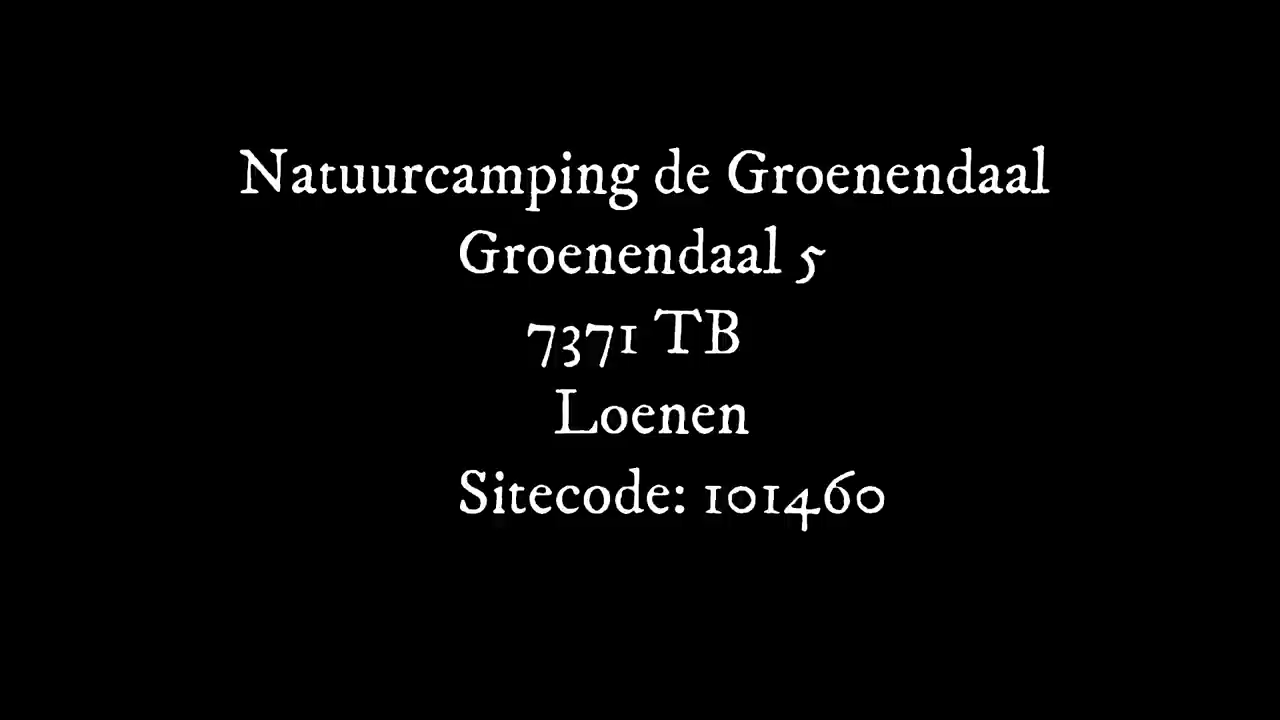 Natuurcamping de Groenendaal
Groenendaal 5
7371 TB
Loenen
Sitecode: 101460